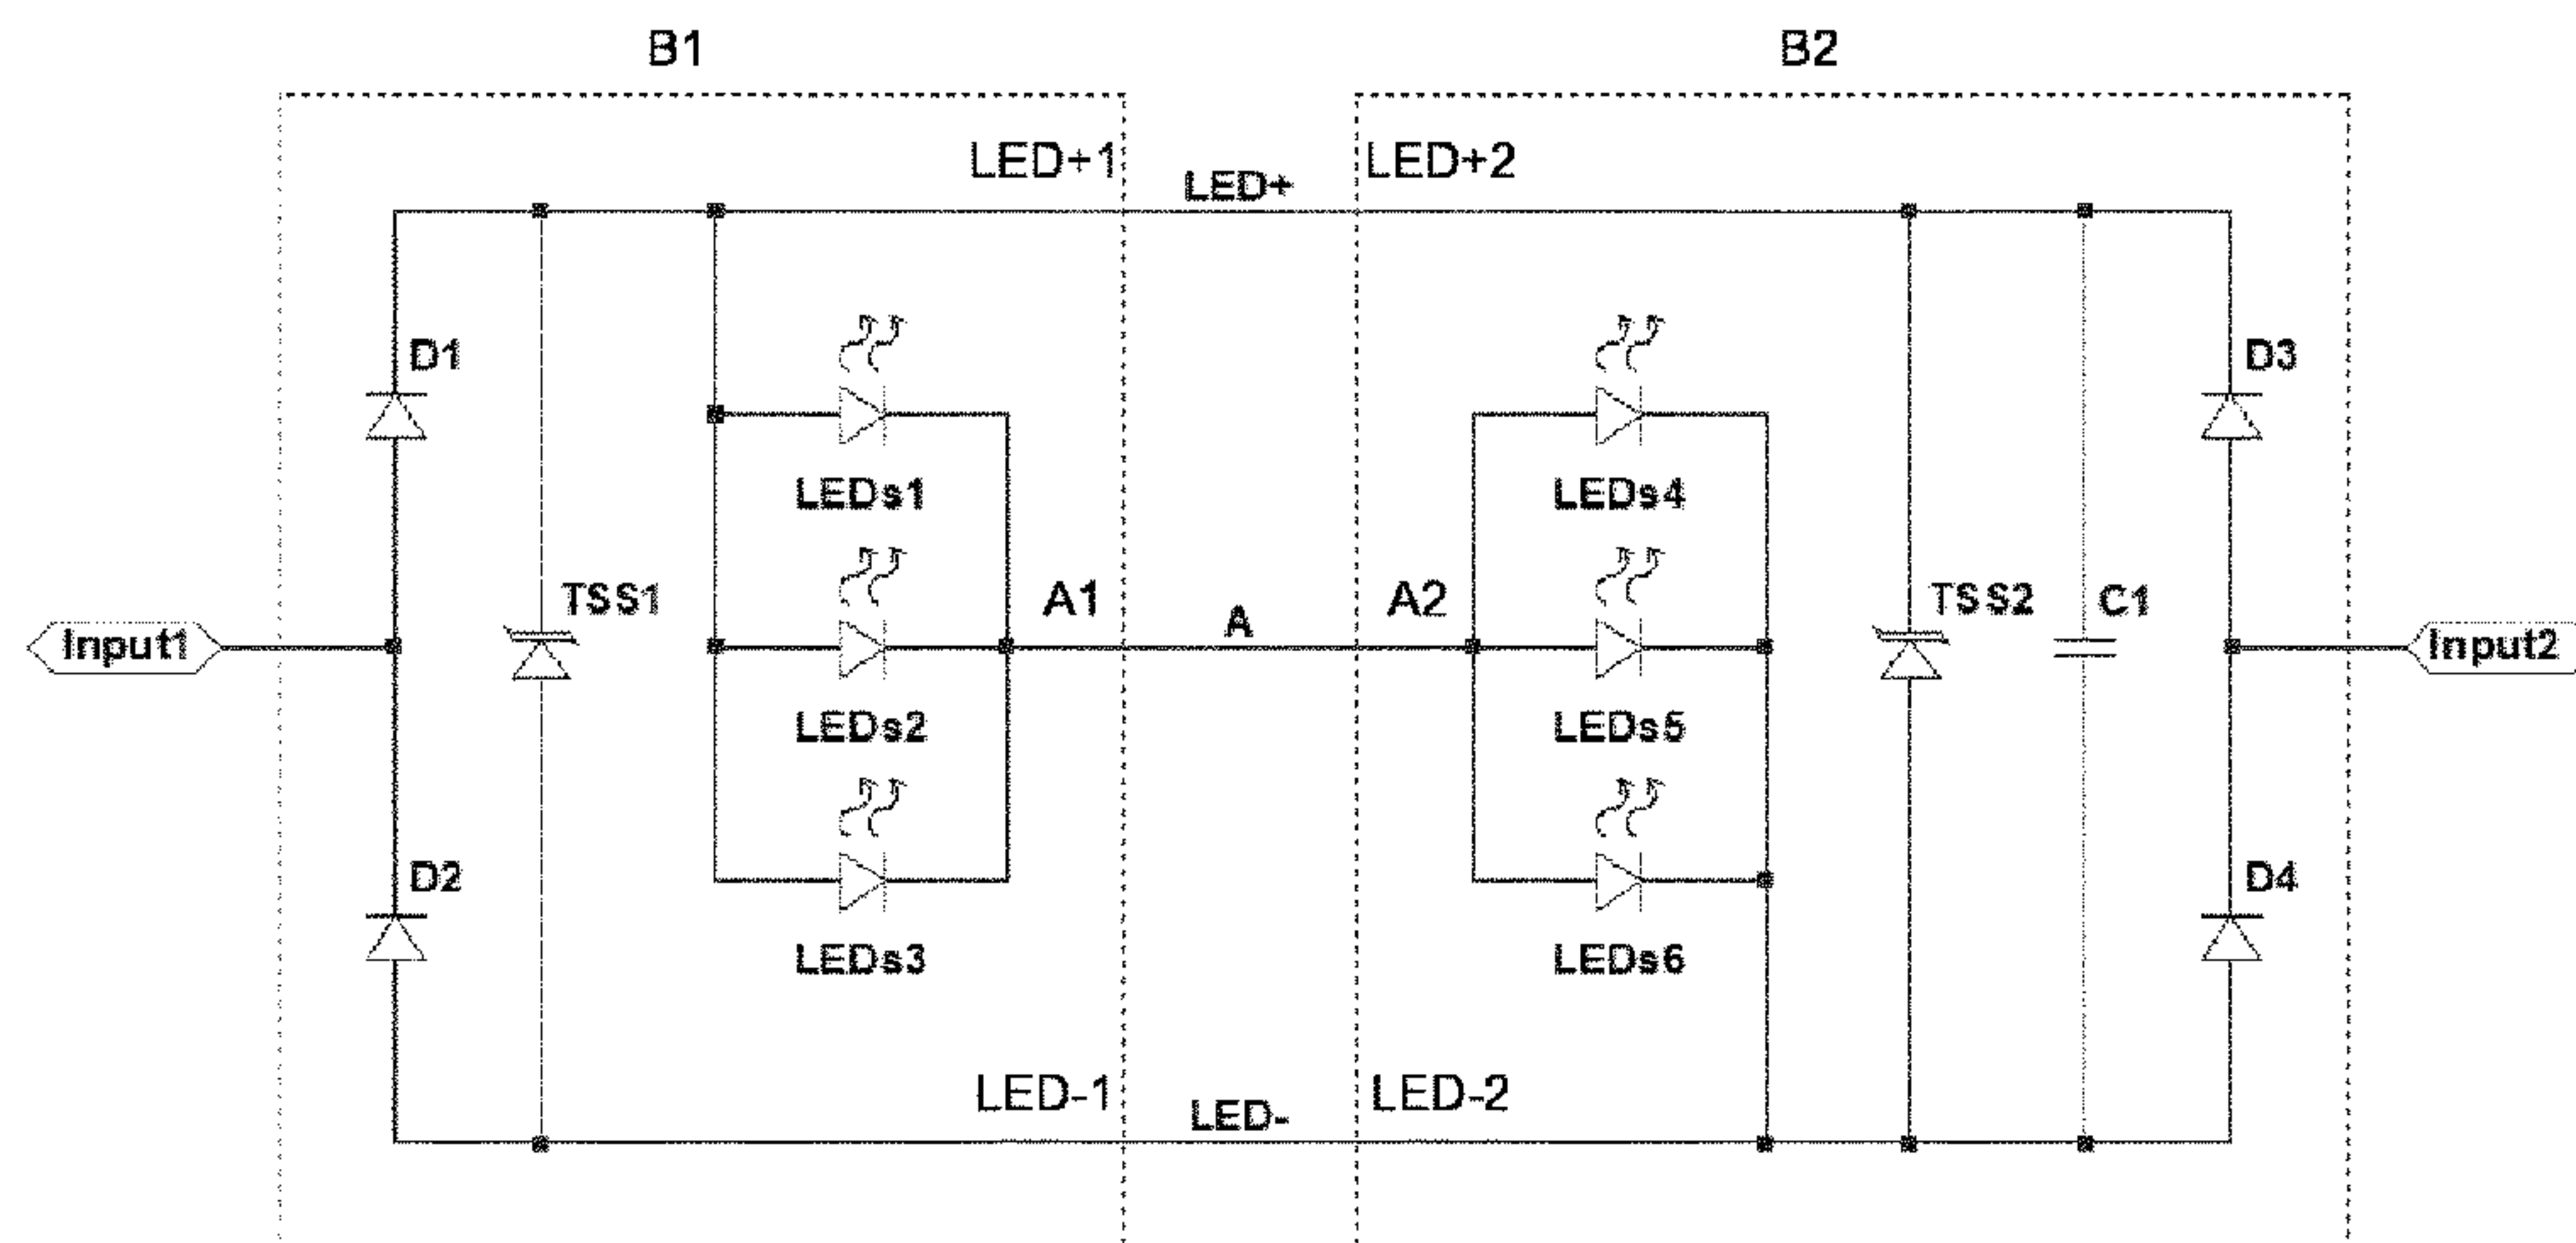 B1
B2
LED+1
LED+
LED+2
D1
D3
LEDs1
LEDs4
Input1
TSS1
A1
A
A2
TSS2
C1
Input2
LEDs2
LEDs5
D2
D4
LEDs3
LEDs6
LED-1
LED-
LED-2